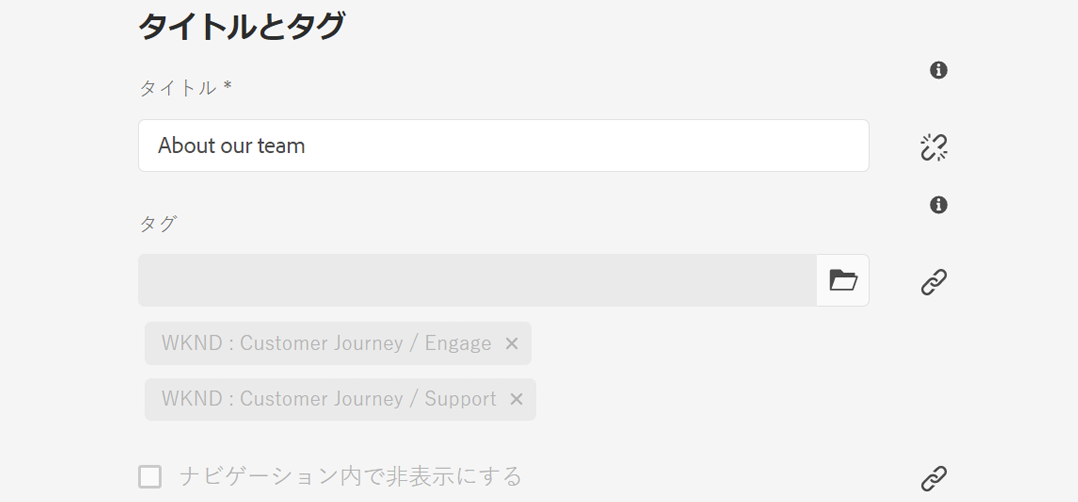 タイトルとタグ
タイトル *
About our team
タグ
WKND : Customer Journey / Engage
WKND : Customer Journey / Support
ナビゲーション内で非表示にする